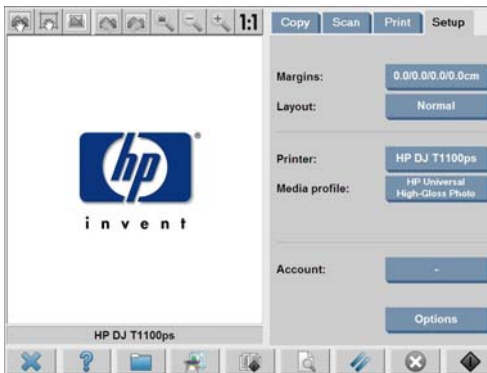 1:1
Copy
Scan
Print
Setup
Margins:
0.0/0.0/0.0/0.0cm
Layout:
Normal
Printer:
HP DJ T1100ps
Media profile:
HP Universal
High-Gloss Photo
Account:
-
Options
hp
®
invent
HP DJ T1100ps
?